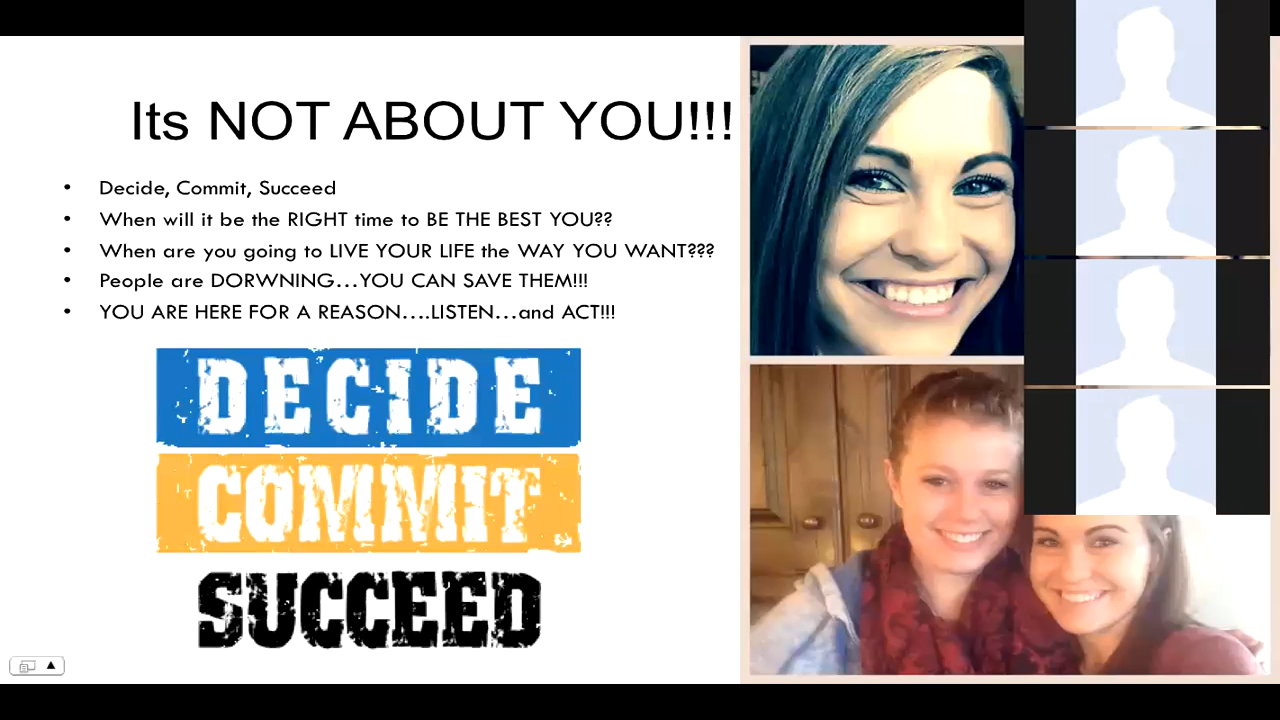 Its NOT ABOUT YOU!!!
• Decide, Commit, Succeed
• When will it be the RIGHT time to BE THE BEST YOU??
• When are you going to LIVE YOUR LIFE the WAY YOU WANT???
• People are DORWNING...YOU CAN SAVE THEM!!!
• YOU ARE HERE FOR A REASON....LISTEN...and ACT!!!
DECIDE
COMMIT
SUCCEED